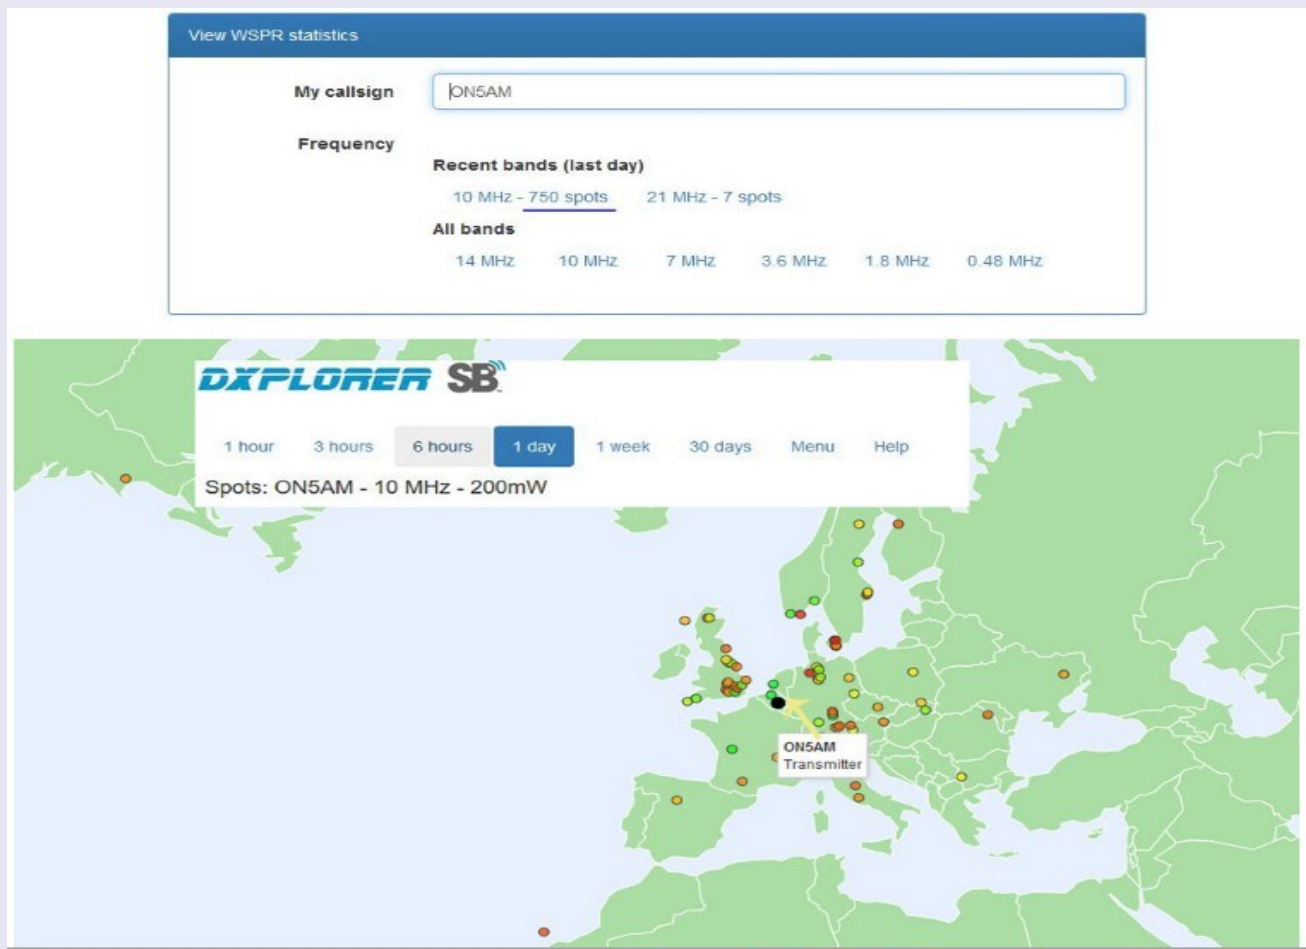 View WSPR statistics
My callsign ON5AM
Frequency
Recent bands (last day)
10 MHz - 750 spots 21 MHz - 7 spots
All bands
14 MHz 10 MHz 7 MHz 3.6 MHz 1.8 MHz 0.48 MHz
DXPLORER SB
1 hour 3 hours 6 hours 1 day 1 week 30 days Menu Help
Spots: ON5AM - 10 MHz - 200mW
ON5AM
Transmitter